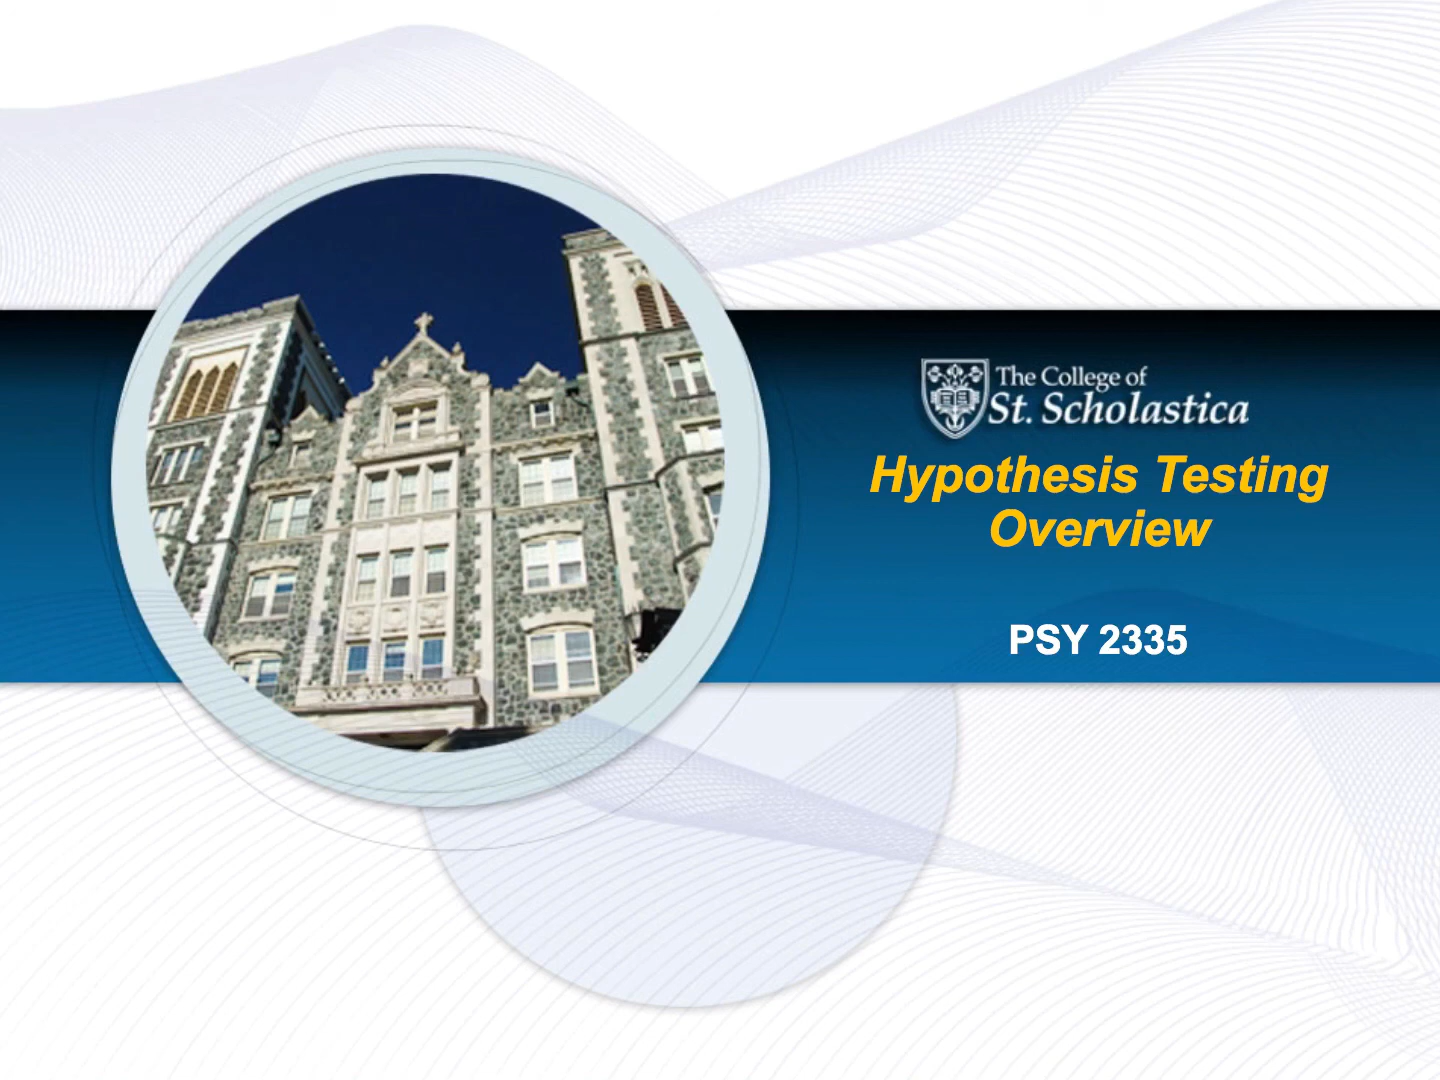 The College of
St. Scholastica
Hypothesis Testing
Overview
PSY 2335